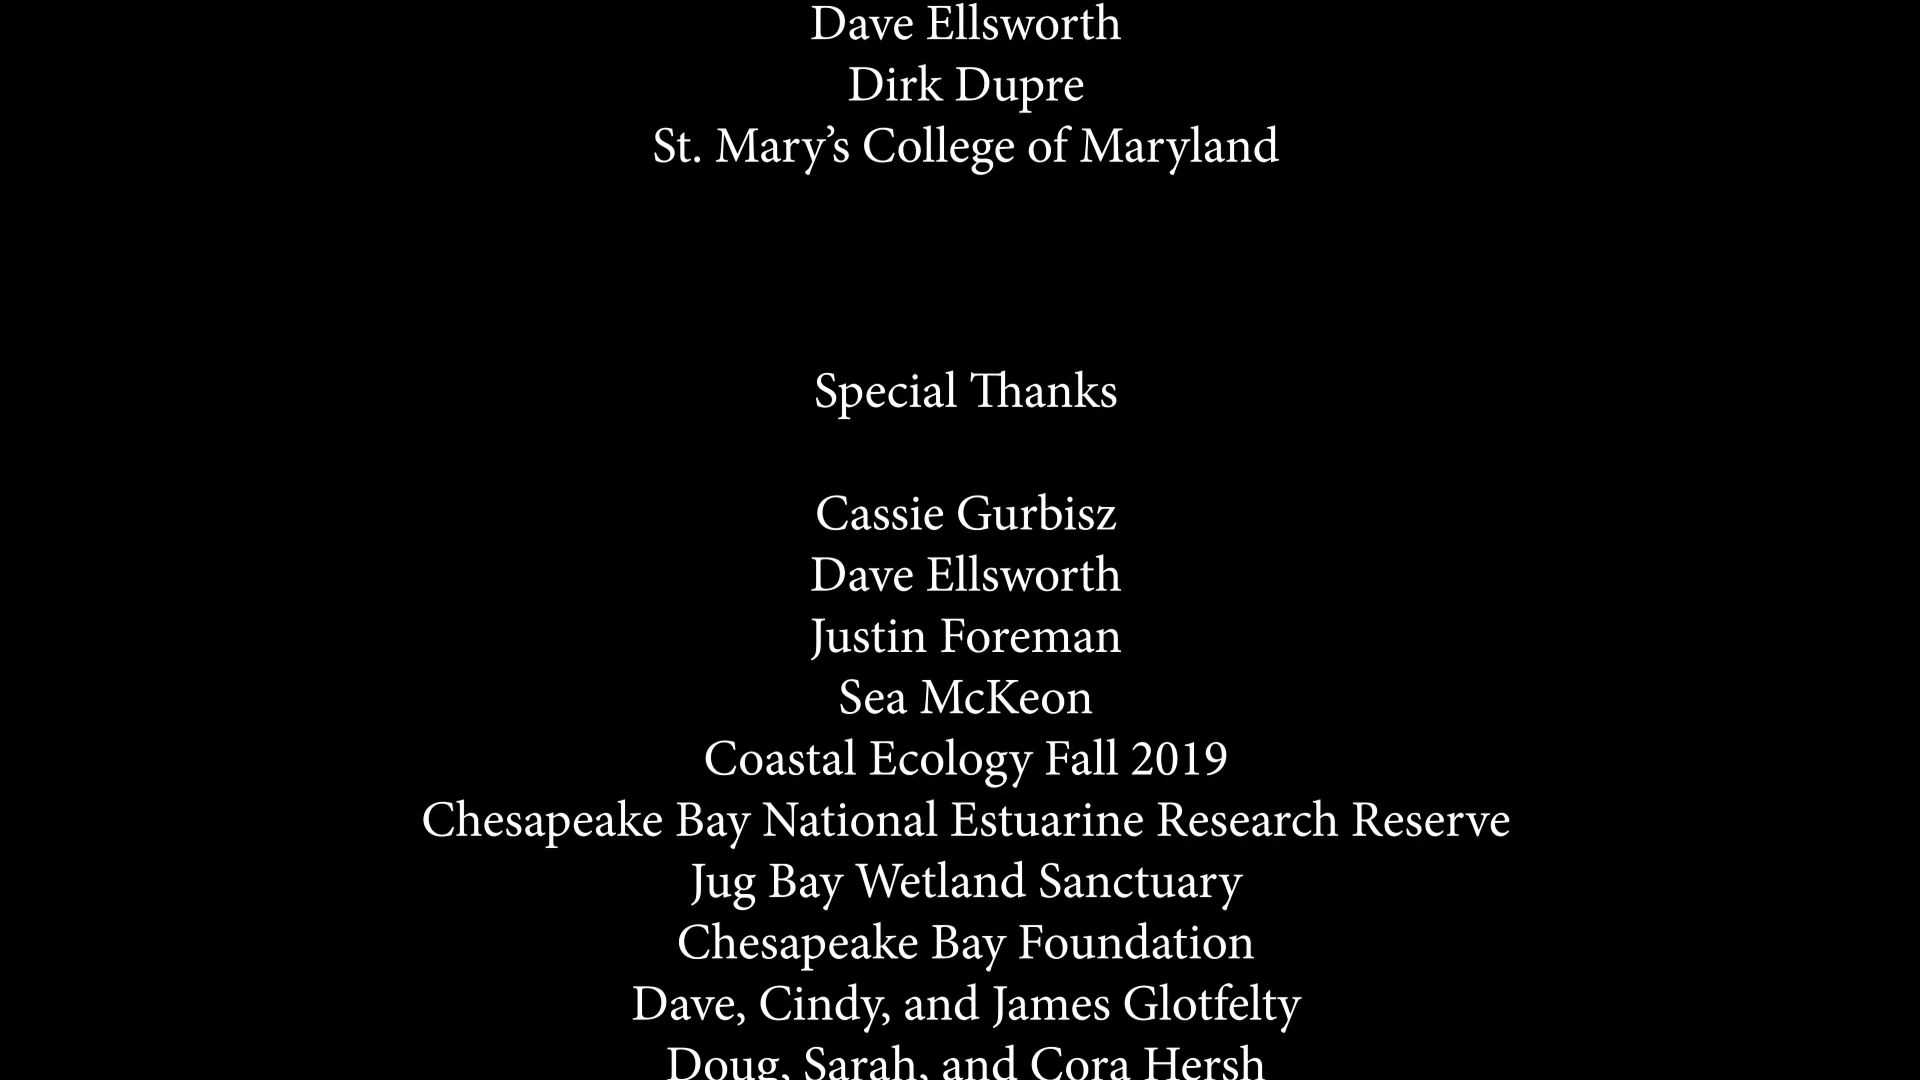 Dave Ellsworth
Dirk Dupre
St. Mary’s College of Maryland
Special Thanks
Cassie Gurbisz
Dave Ellsworth
Justin Foreman
Sea McKeon
Coastal Ecology Fall 2019
Chesapeake Bay National Estuarine Research Reserve
Jug Bay Wetland Sanctuary
Chesapeake Bay Foundation
Dave, Cindy, and James Glotfelty
Doug, Sarah, and Cora Hersh